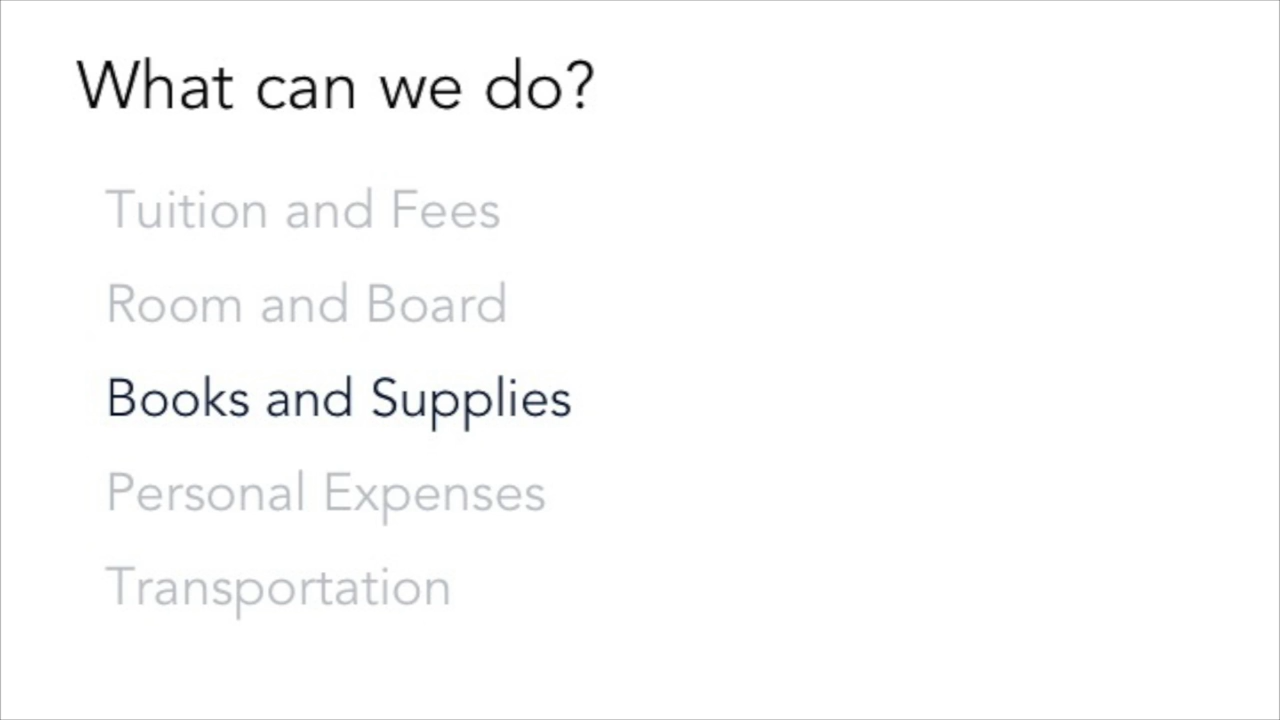 What can we do?
Tuition and Fees
Room and Board
Books and Supplies
Personal Expenses
Transportation